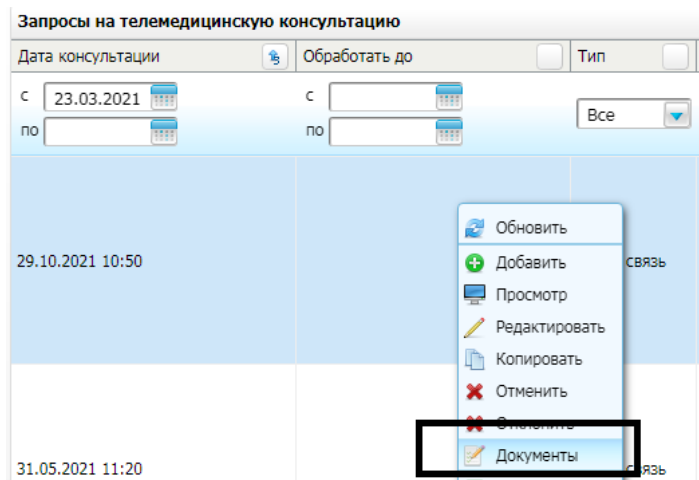 Запросы на телемедицинскую консультацию
Дата консультации
Обработать до
Тип
с 23.03.2021
с
Все
по
по
Обновить
29.10.2021 10:50
Добавить
связь
Просмотр
Редактировать
Копировать
Отменить
Отклонить
Документы
31.05.2021 11:20
связь